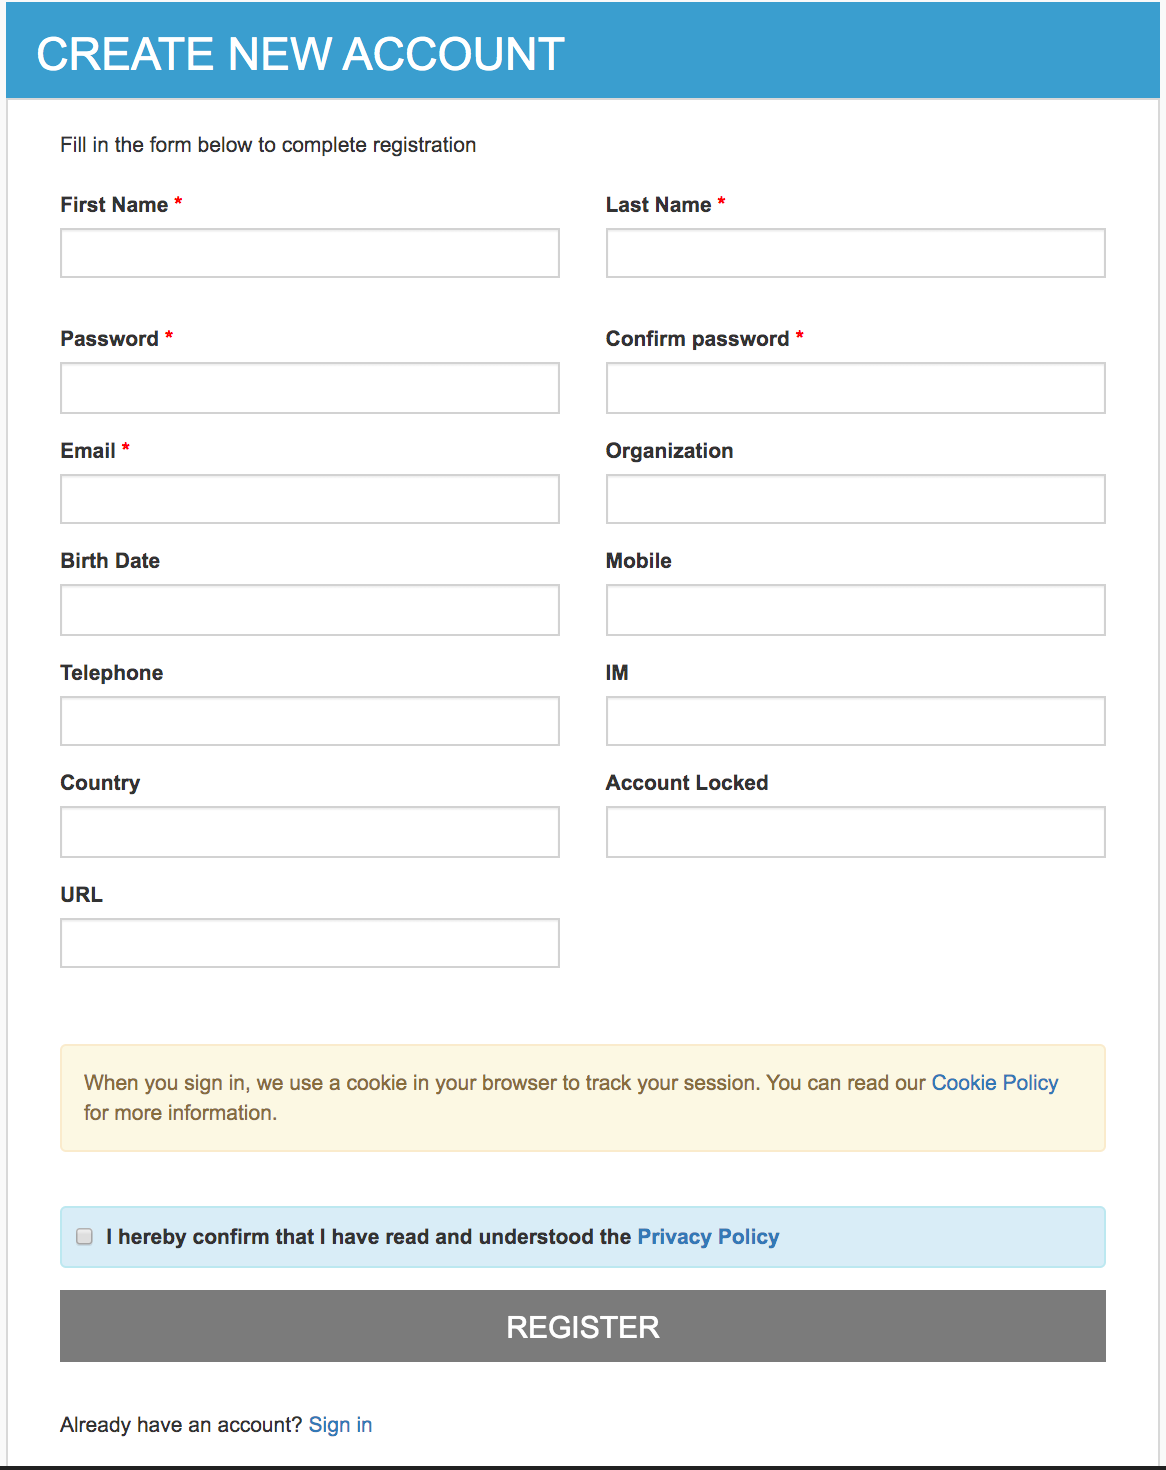 CREATE NEW ACCOUNT
Fill in the form below to complete registration
First Name *
Last Name *
Password *
Confirm password *
Email *
Organization
Birth Date
Mobile
Telephone
IM
Country
Account Locked
URL
When you sign in, we use a cookie in your browser to track your session. You can read our Cookie Policy
for more information.
I hereby confirm that I have read and understood the Privacy Policy
REGISTER
Already have an account? Sign in